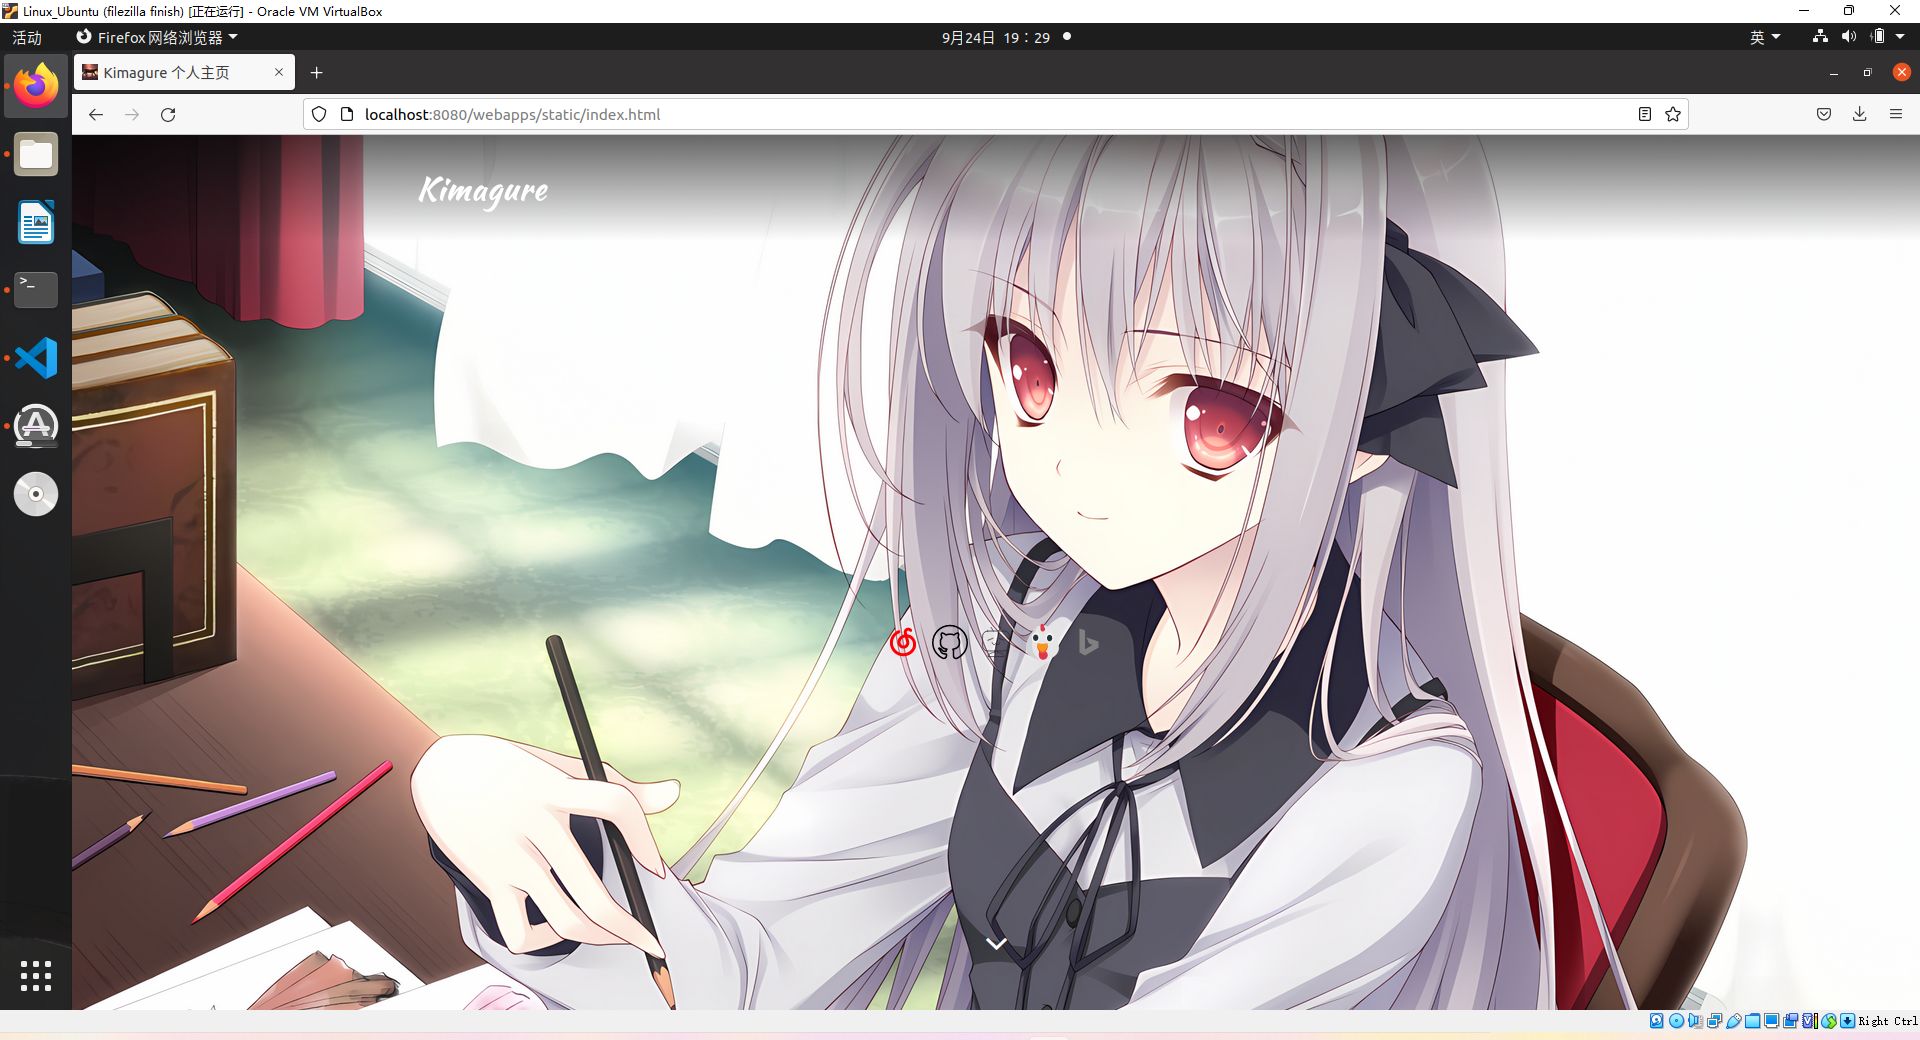 Linux_Ubuntu (filezilla finish) [正在运行] - Oracle VM VirtualBox
活动 Firefox 网络浏览器 9月24日 19：29 英
Kimagure 个人主页
localhost:8080/webapps/static/index.html
Kimagure
Right Ctrl